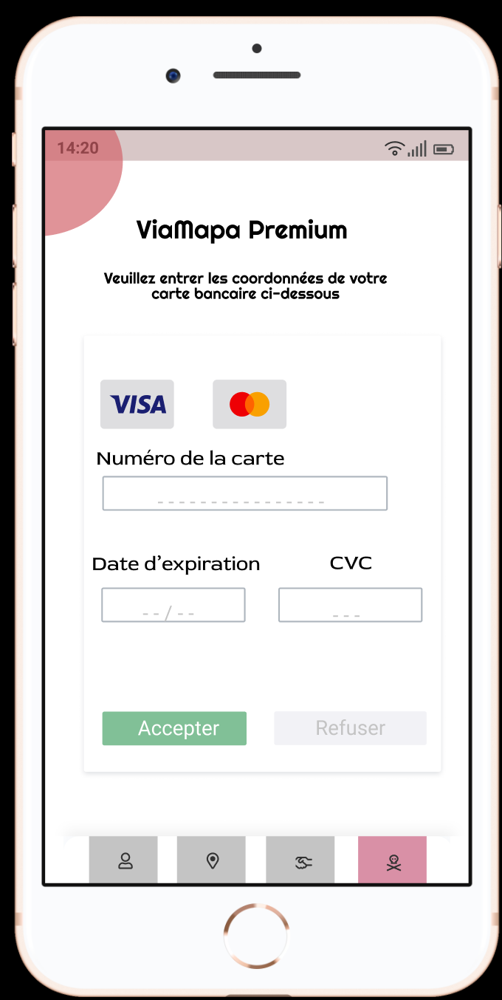 14:20
ViaMapa Premium
Veuillez entrer les coordonnées de votre
carte bancaire ci-dessous
VISA
Numéro de la carte
- - - - - - - - - - - - - - - -
Date d'expiration
CVC
- - / - -
- - -
Accepter
Refuser